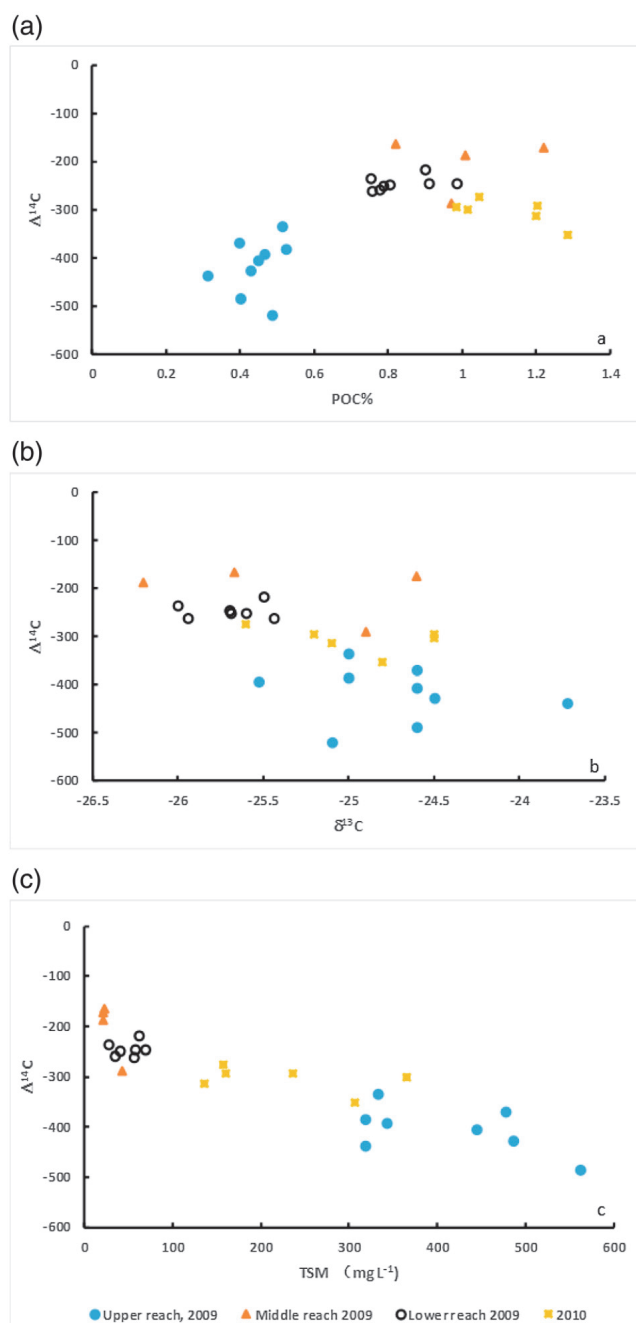 (a)
0
-100
-200
-300
-400
-500
-600
Δ¹⁴C
0 0.2 0.4 0.6 0.8 1 1.2 1.4
POC%
a
(b)
0
-100
-200
-300
-400
-500
-600
Δ¹⁴C
-26.5 -26 -25.5 -25 -24.5 -24 -23.5
δ¹³C
b
(c)
0
-100
-200
-300
-400
-500
-600
Δ¹⁴C
0 100 200 300 400 500 600
TSM （mg L⁻¹)
c
Upper reach, 2009 Middle reach 2009 Lower reach 2009 2010